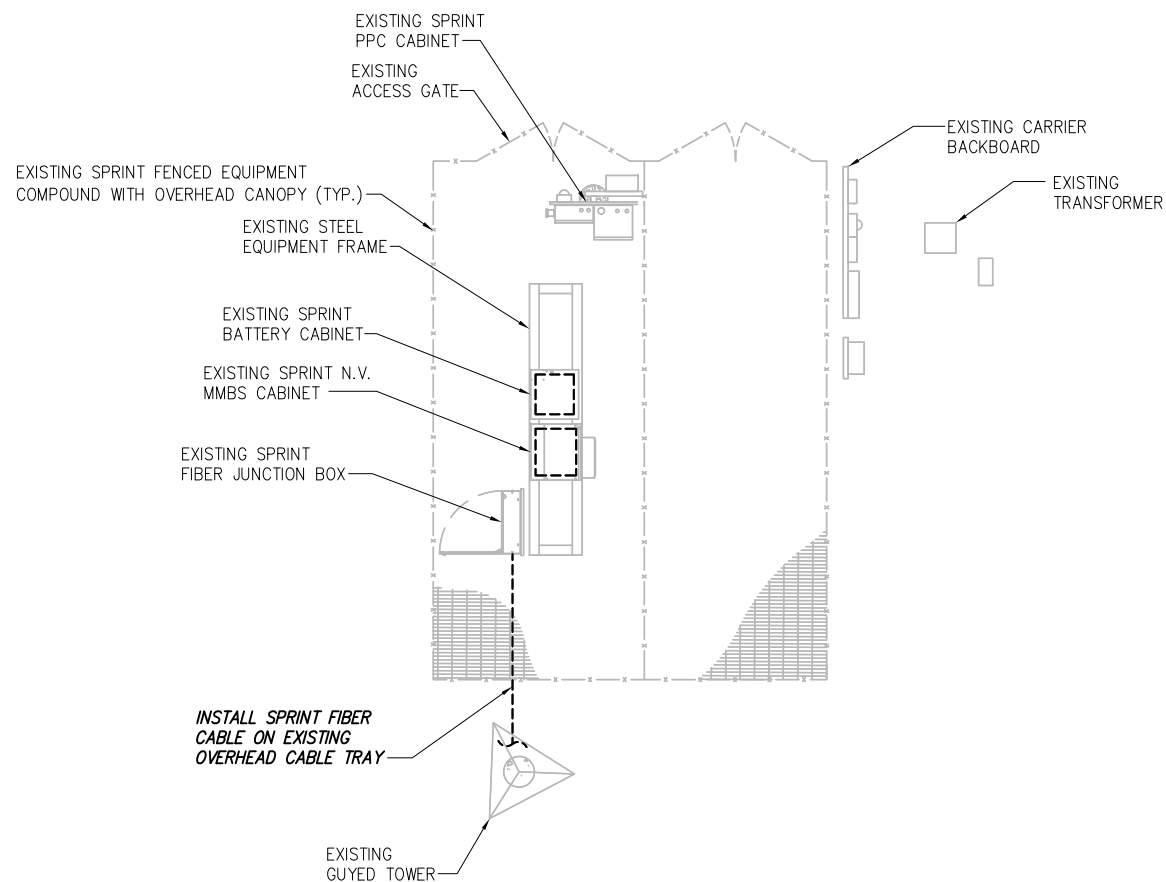 EXISTING SPRINT
PPC CABINET
EXISTING
ACCESS GATE
EXISTING CARRIER
BACKBOARD
EXISTING SPRINT FENCED EQUIPMENT
COMPOUND WITH OVERHEAD CANOPY (TYP.)
EXISTING
TRANSFORMER
EXISTING STEEL
EQUIPMENT FRAME
EXISTING SPRINT
BATTERY CABINET
EXISTING SPRINT N.V.
MMBS CABINET
EXISTING SPRINT
FIBER JUNCTION BOX
INSTALL SPRINT FIBER
CABLE ON EXISTING
OVERHEAD CABLE TRAY
EXISTING
GUYED TOWER